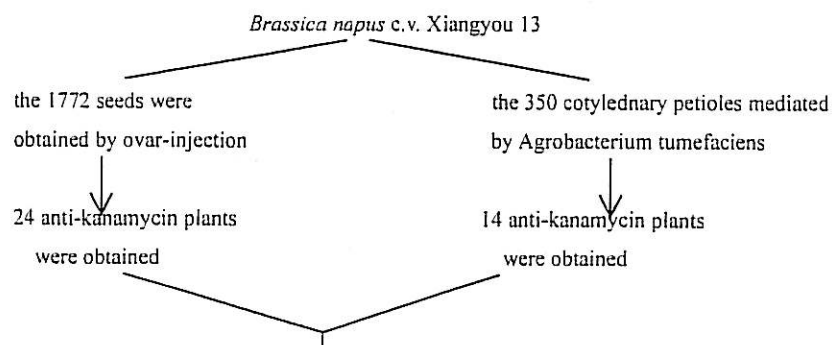 Brassica napus c.v. Xiangyou 13
the 1772 seeds were
obtained by ovar-injection
the 350 cotylednary petioles mediated
by Agrobacterium tumefaciens
24 anti-kanamycin plants
were obtained
14 anti-kanamycin plants
were obtained